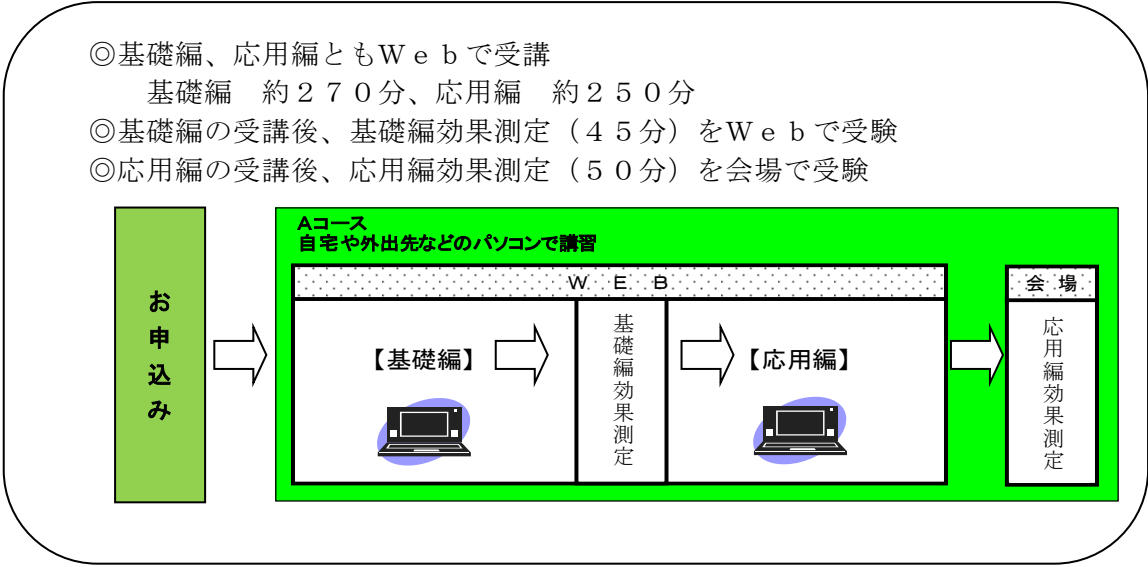 ◎基礎編、応用編ともWebで受講
基礎編　約270分、応用編　約250分
◎基礎編の受講後、基礎編効果測定（45分）をWebで受験
◎応用編の受講後、応用編効果測定（50分）を会場で受験
お申込み
Aコース
自宅や外出先などのパソコンで講習
WEB
【基礎編】
基礎編効果測定
【応用編】
会場
応用編効果測定